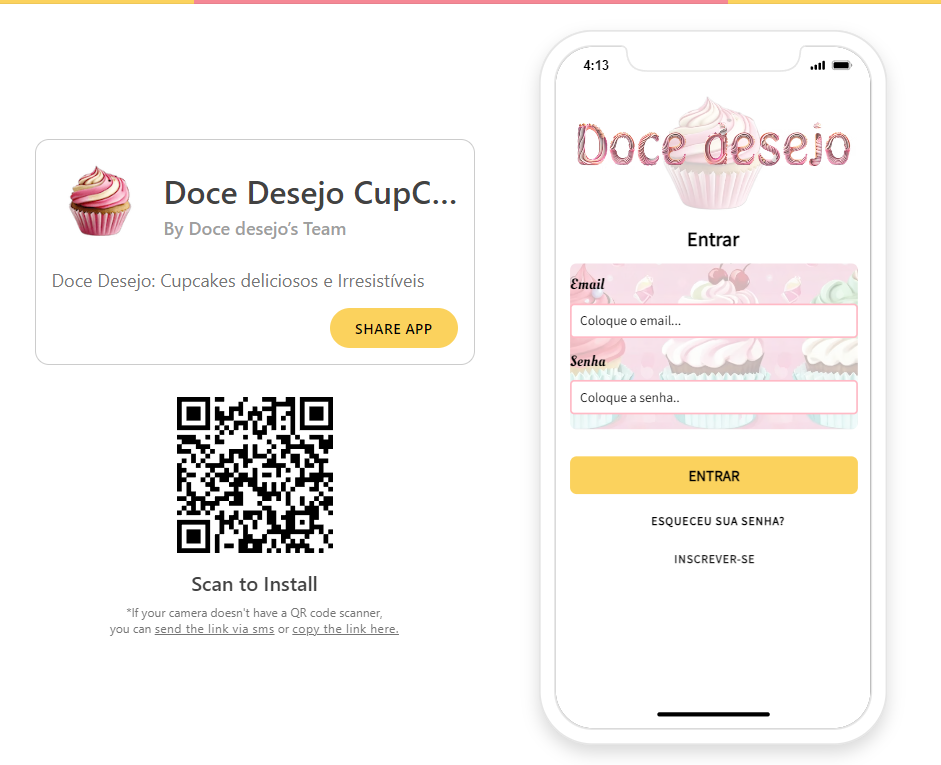 Doce Desejo CupC...
By Doce desejo’s Team
Doce Desejo: Cupcakes deliciosos e Irresistíveis
SHARE APP
Scan to Install
*If your camera doesn't have a QR code scanner,
you can send the link via sms or copy the link here.
4:13
Doce desejo
Entrar
Email
Coloque o email...
Senha
Coloque a senha..
ENTRAR
ESQUECEU SUA SENHA?
INSCREVER-SE